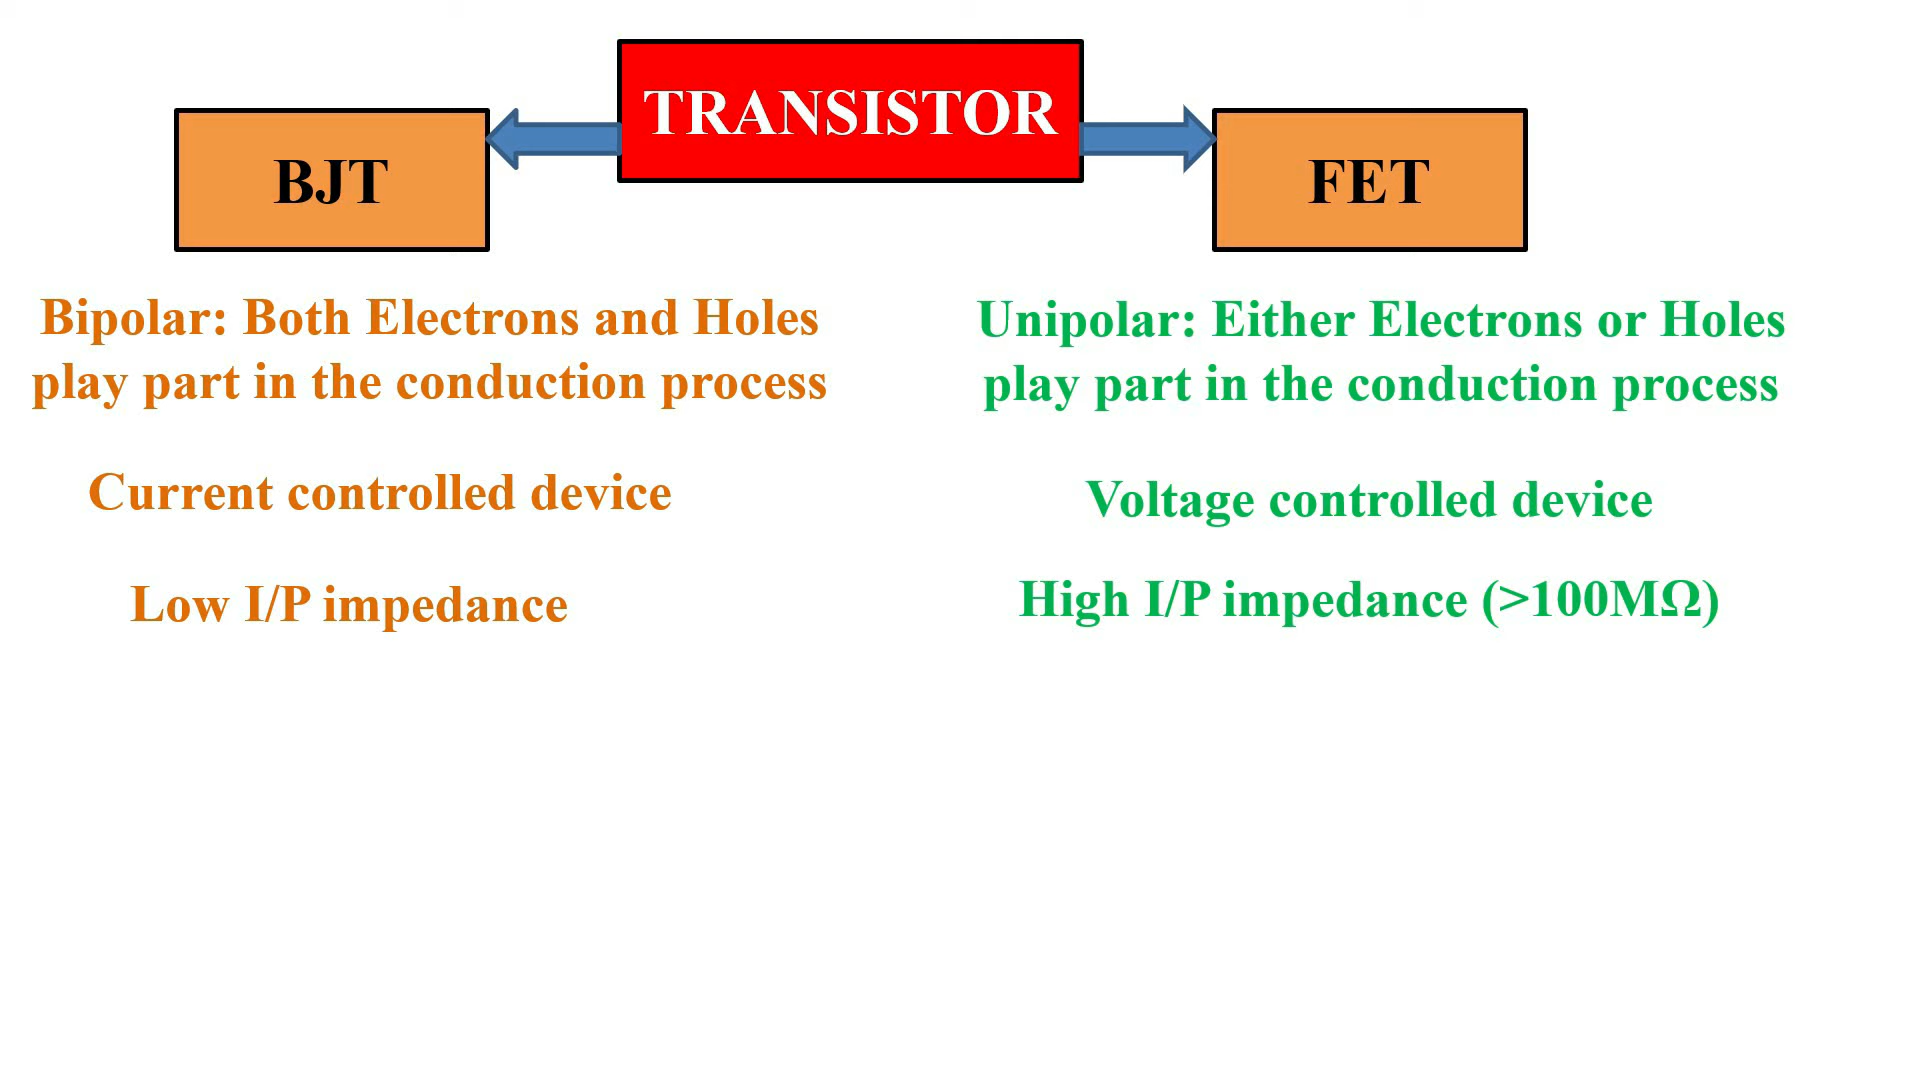 TRANSISTOR
BJT
FET
Bipolar: Both Electrons and Holes
play part in the conduction process
Current controlled device
Low I/P impedance
Unipolar: Either Electrons or Holes
play part in the conduction process
Voltage controlled device
High I/P impedance (>100MΩ)